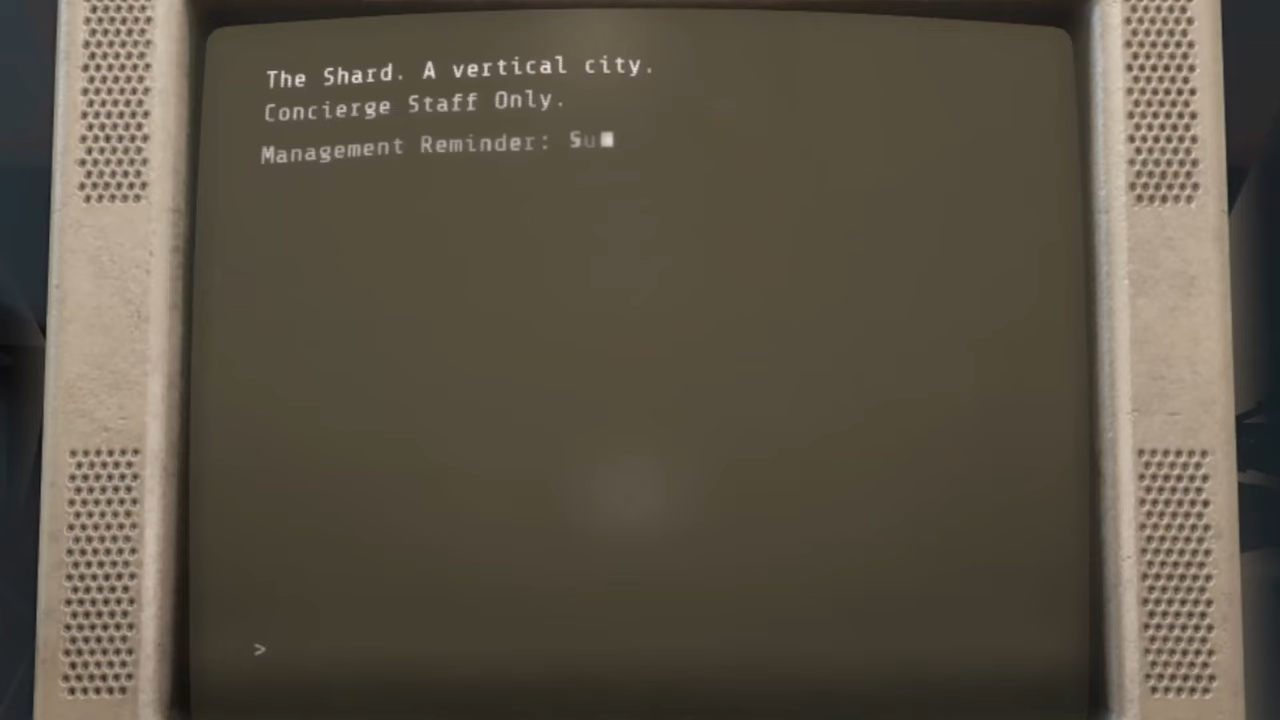 The Shard. A vertical city.
Concierge Staff Only.
Management Reminder: Su
>